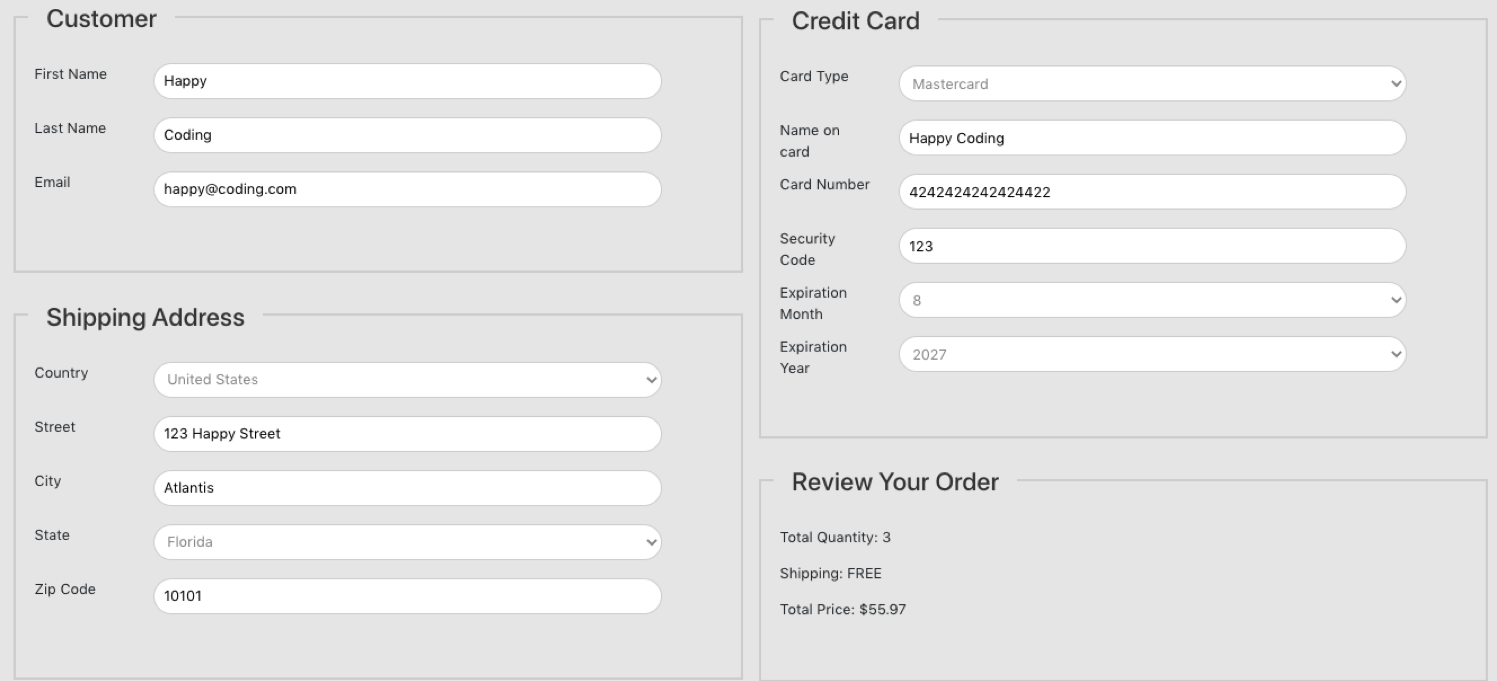 Customer
First Name
Happy
Last Name
Coding
Email
happy@coding.com
Shipping Address
Country
United States
Street
123 Happy Street
City
Atlantis
State
Florida
Zip Code
10101
Credit Card
Card Type
Mastercard
Name on
card
Happy Coding
Card Number
4242424242424422
Security
Code
123
Expiration
Month
8
Expiration
Year
2027
Review Your Order
Total Quantity: 3
Shipping: FREE
Total Price: $55.97